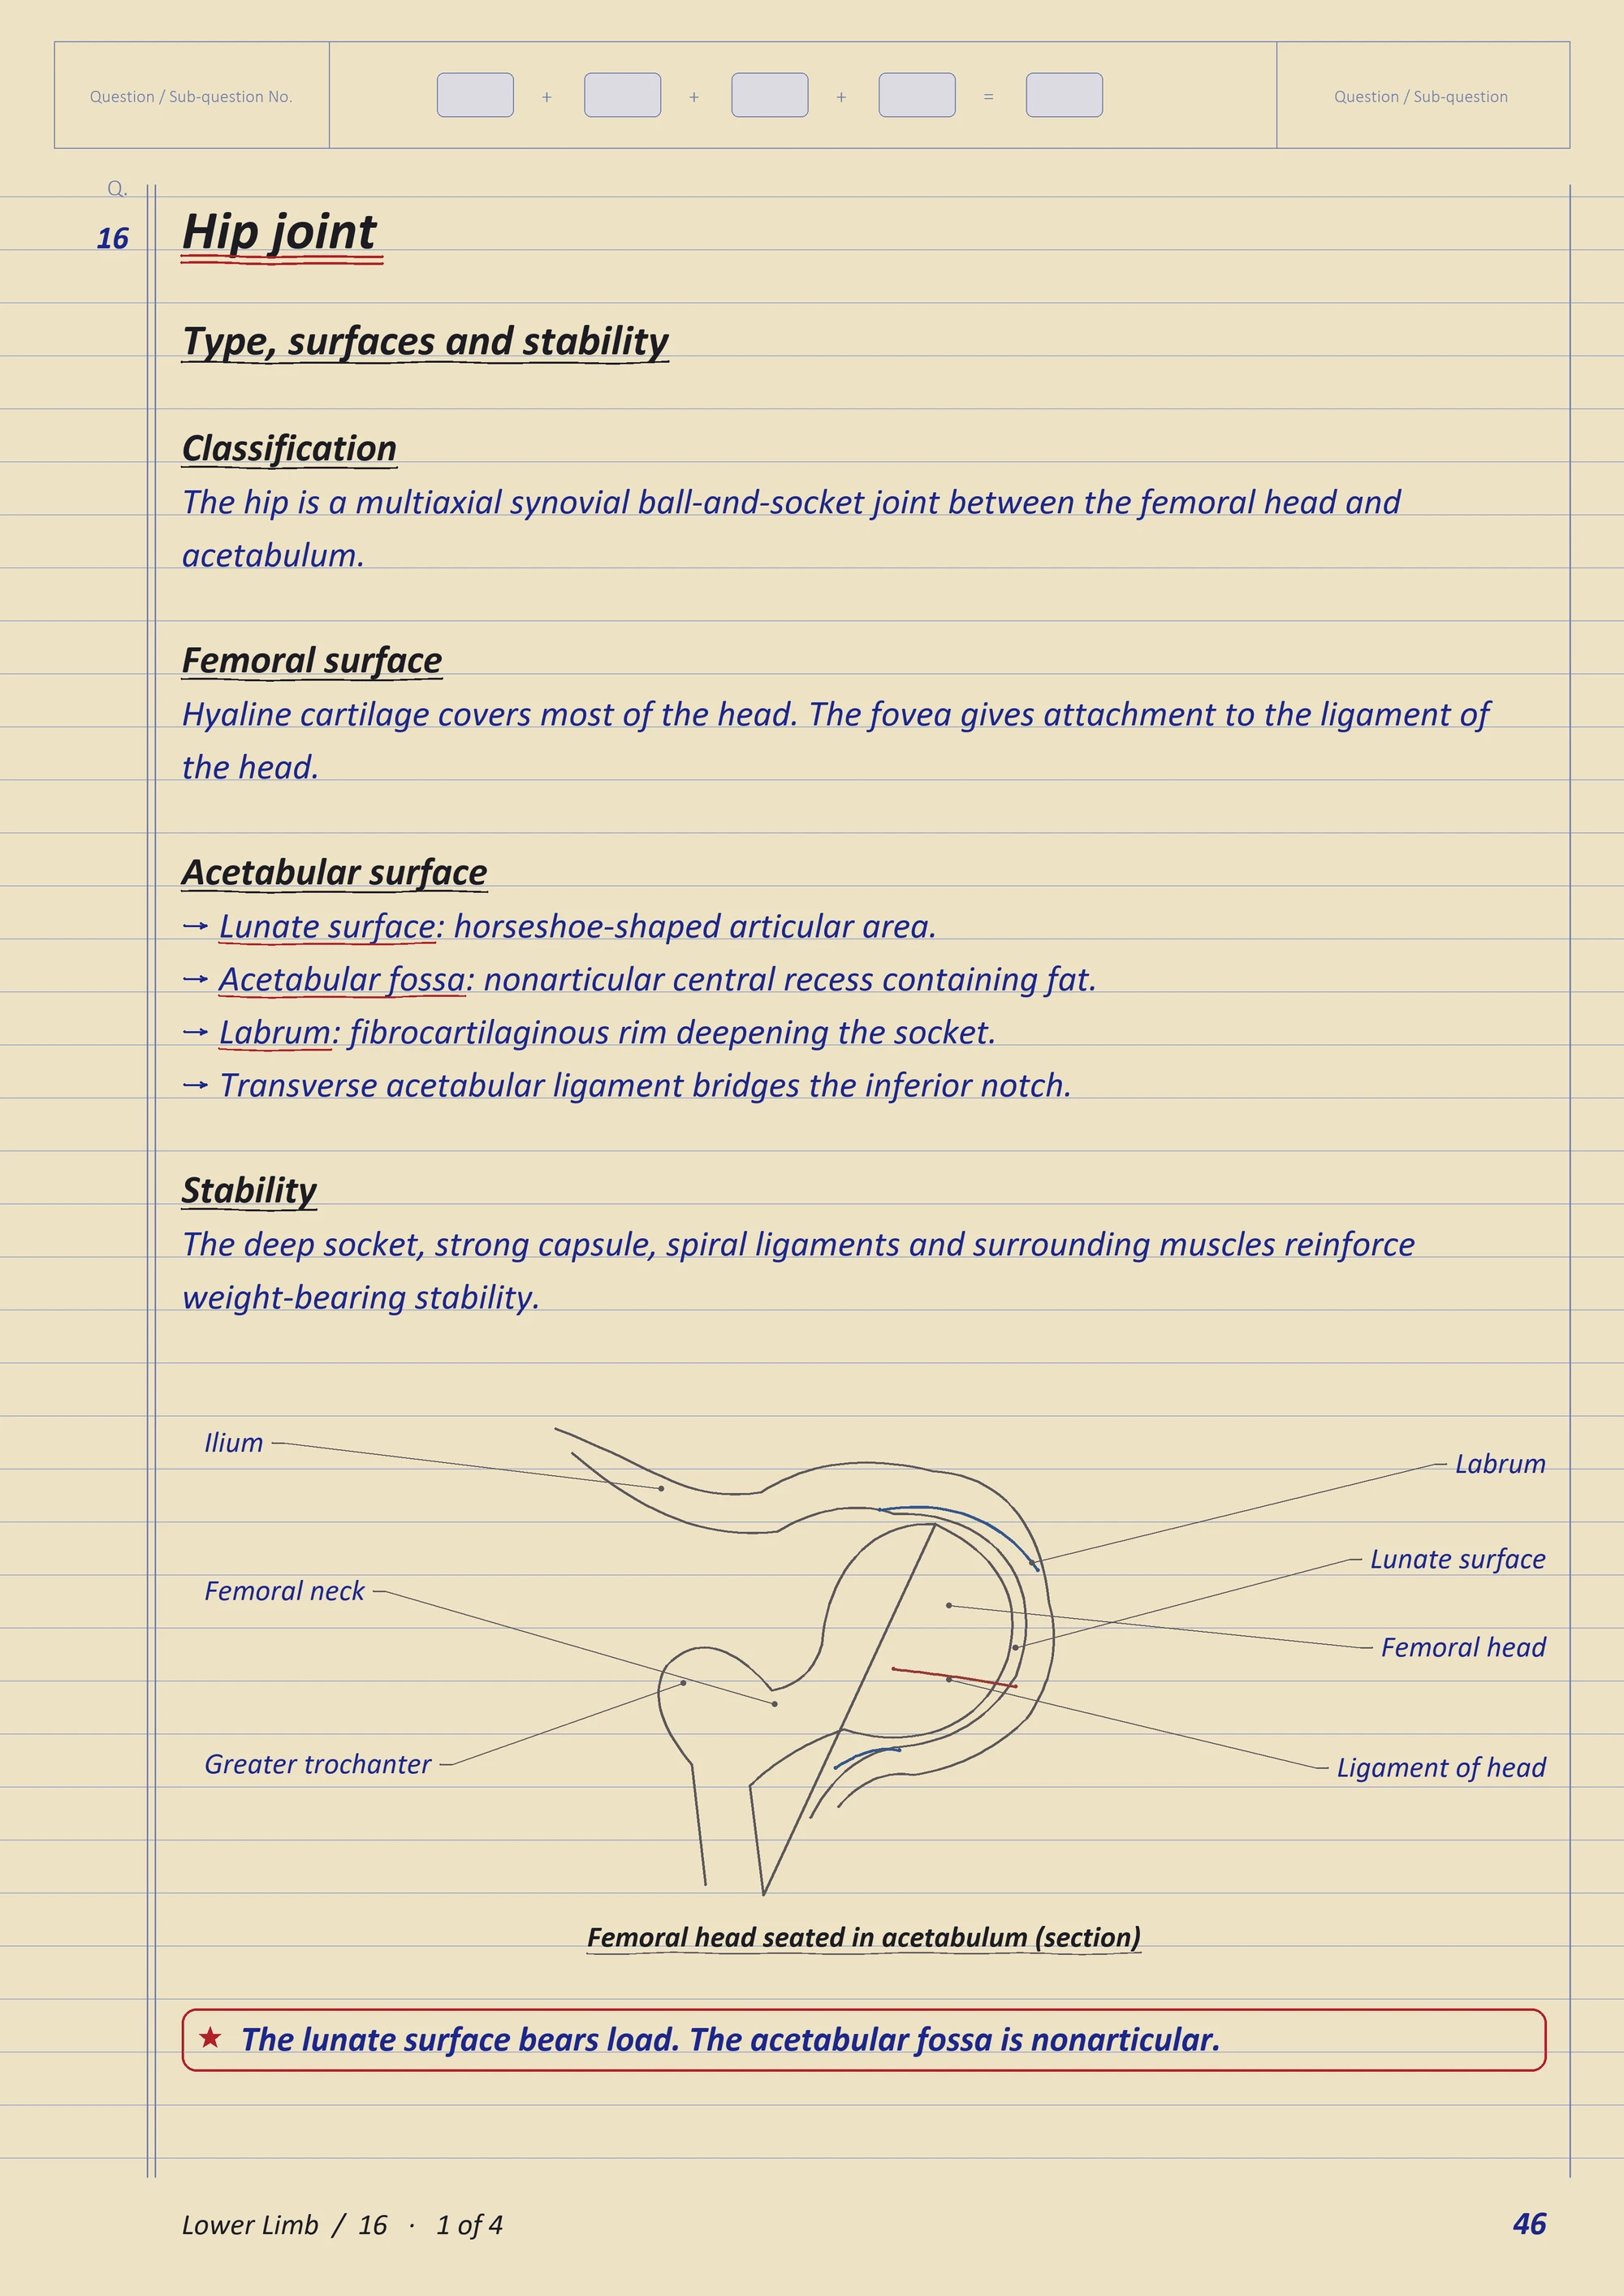 Question / Sub-question No.
+ + + =
Question / Sub-question
Q.
16
Hip joint
Type, surfaces and stability
Classification
The hip is a multiaxial synovial ball-and-socket joint between the femoral head and
acetabulum.
Femoral surface
Hyaline cartilage covers most of the head. The fovea gives attachment to the ligament of
the head.
Acetabular surface
→ Lunate surface: horseshoe-shaped articular area.
→ Acetabular fossa: nonarticular central recess containing fat.
→ Labrum: fibrocartilaginous rim deepening the socket.
→ Transverse acetabular ligament bridges the inferior notch.
Stability
The deep socket, strong capsule, spiral ligaments and surrounding muscles reinforce
weight-bearing stability.
Ilium
Labrum
Lunate surface
Femoral neck
Femoral head
Greater trochanter
Ligament of head
Femoral head seated in acetabulum (section)
★ The lunate surface bears load. The acetabular fossa is nonarticular.
Lower Limb / 16 · 1 of 4
46